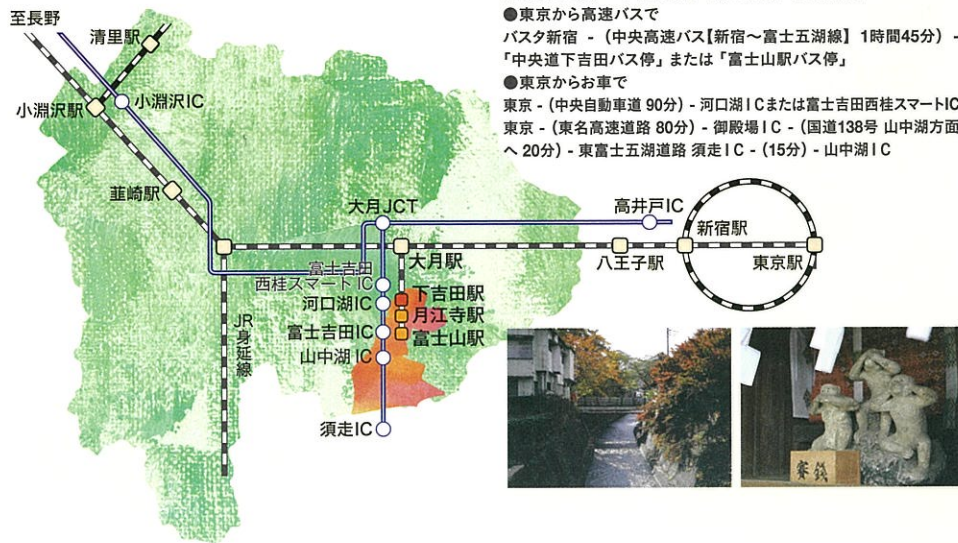 ●東京から高速バスで
バスタ新宿 - (中央高速バス【新宿～富士五湖線】 1時間45分) -
「中央道下吉田バス停」または「富士山駅バス停」
●東京からお車で
東京 - (中央自動車道 90分) - 河口湖ICまたは富士吉田西桂スマートIC
東京 - (東名高速道路 80分) - 御殿場IC - (国道138号 山中湖方面
へ 20分) - 東富士五湖道路 須走IC - (15分) - 山中湖IC
至長野
清里駅
小淵沢駅
小淵沢IC
韮崎駅
大月JCT
高井戸IC
新宿駅
大月駅
八王子駅
東京駅
富士吉田
西桂スマートIC
河口湖IC
富士吉田IC
山中湖IC
須走IC
下吉田駅
月江寺駅
富士山駅
JR身延線
賽銭